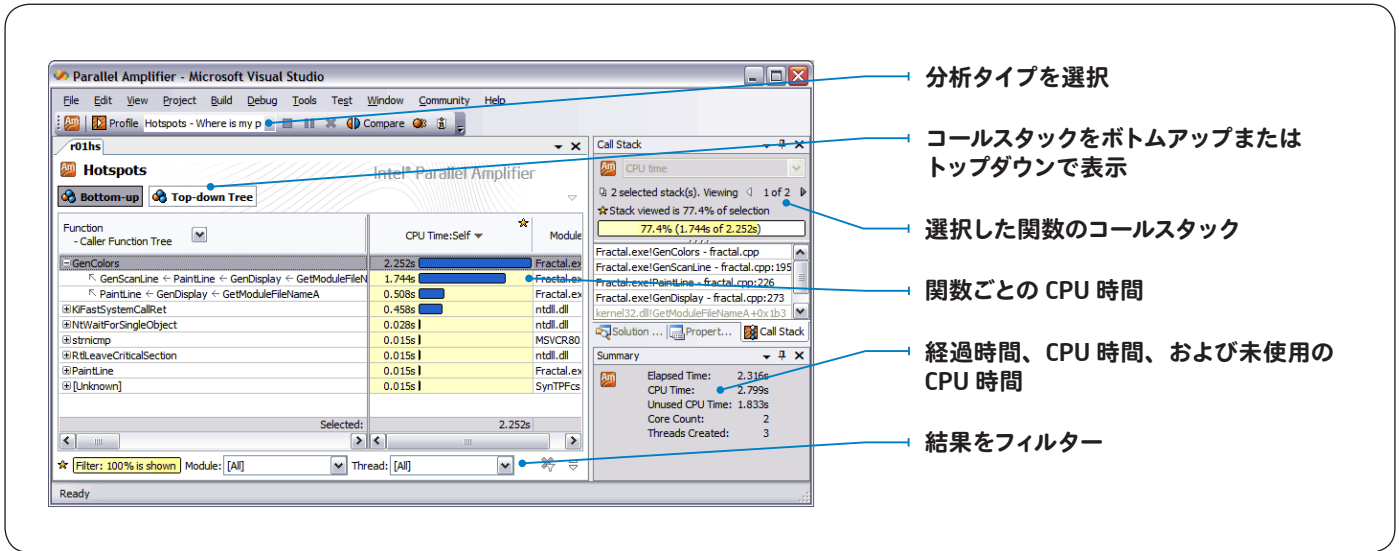 Parallel Amplifier - Microsoft Visual Studio
File Edit View Project Build Debug Tools Test Window Community Help
Profile Hotspots - Where is my p Compare
r01hs
Hotspots
Intel® Parallel Amplifier
Bottom-up Top-down Tree
Function
- Caller Function Tree
CPU Time:Self
Module
GenColors 2.252s Fractal.ex
GenScanLine ← PaintLine ← GenDisplay ← GetModuleFileN 1.744s Fractal.ex
PaintLine ← GenDisplay ← GetModuleFileNameA 0.508s Fractal.ex
KiFastSystemCallRet 0.458s ntdll.dll
NtWaitForSingleObject 0.028s ntdll.dll
strnicmp 0.015s MSVCR80
RtlLeaveCriticalSection 0.015s ntdll.dll
PaintLine 0.015s Fractal.ex
[Unknown] 0.015s SynTPFcs
Selected: 2.252s
Filter: 100% is shown Module: [All] Thread: [All]
Ready
Call Stack
CPU time
2 selected stack(s). Viewing 1 of 2
Stack viewed is 77.4% of selection
77.4% (1.744s of 2.252s)
Fractal.exe!GenColors - fractal.cpp
Fractal.exe!GenScanLine - fractal.cpp:195
Fractal.exe!PaintLine - fractal.cpp:226
Fractal.exe!GenDisplay - fractal.cpp:273
kernel32.dll!GetModuleFileNameA+0x1b3
Solution ... Propert... Call Stack
Summary
Elapsed Time: 2.316s
CPU Time: 2.799s
Unused CPU Time: 1.833s
Core Count: 2
Threads Created: 3
分析タイプを選択
コールスタックをボトムアップまたは
トップダウンで表示
選択した関数のコールスタック
関数ごとの CPU 時間
経過時間、CPU 時間、および未使用の
CPU 時間
結果をフィルター